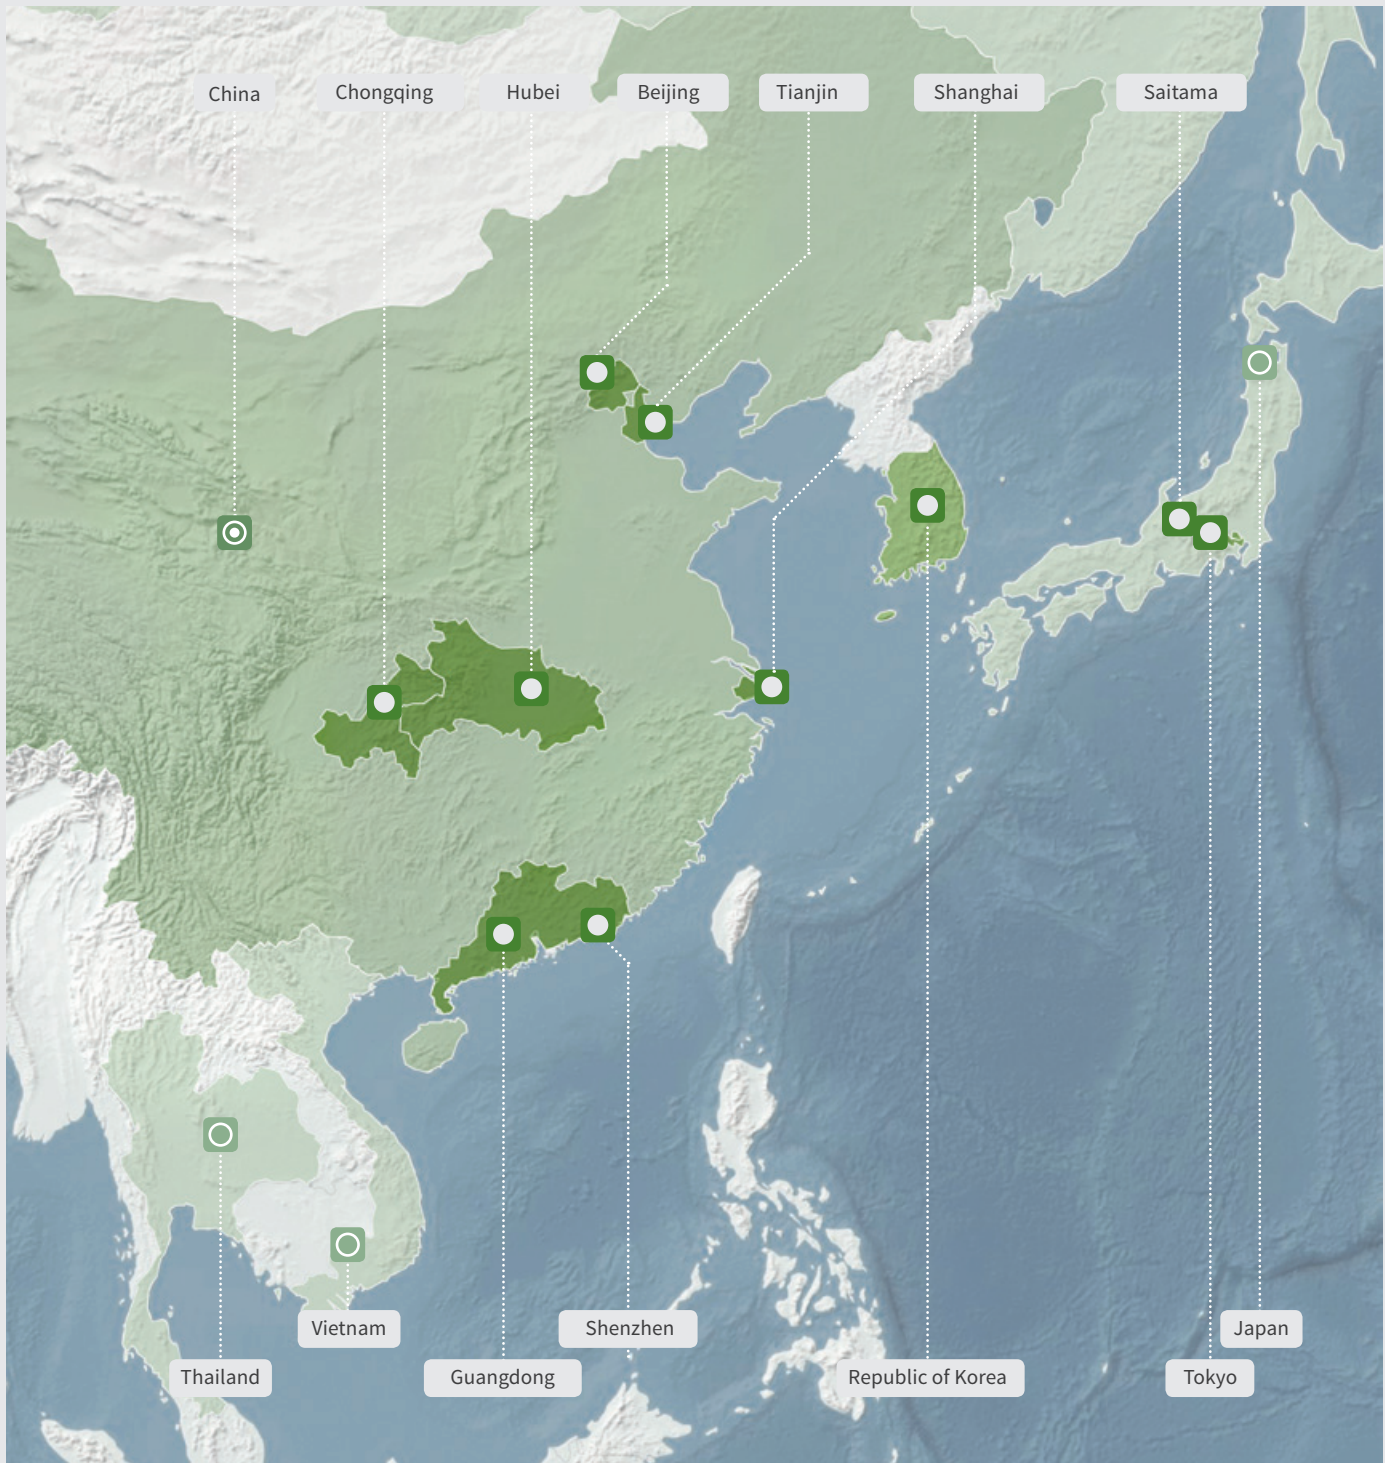 China
Chongqing
Hubei
Beijing
Tianjin
Shanghai
Saitama
Vietnam
Shenzhen
Japan
Thailand
Guangdong
Republic of Korea
Tokyo